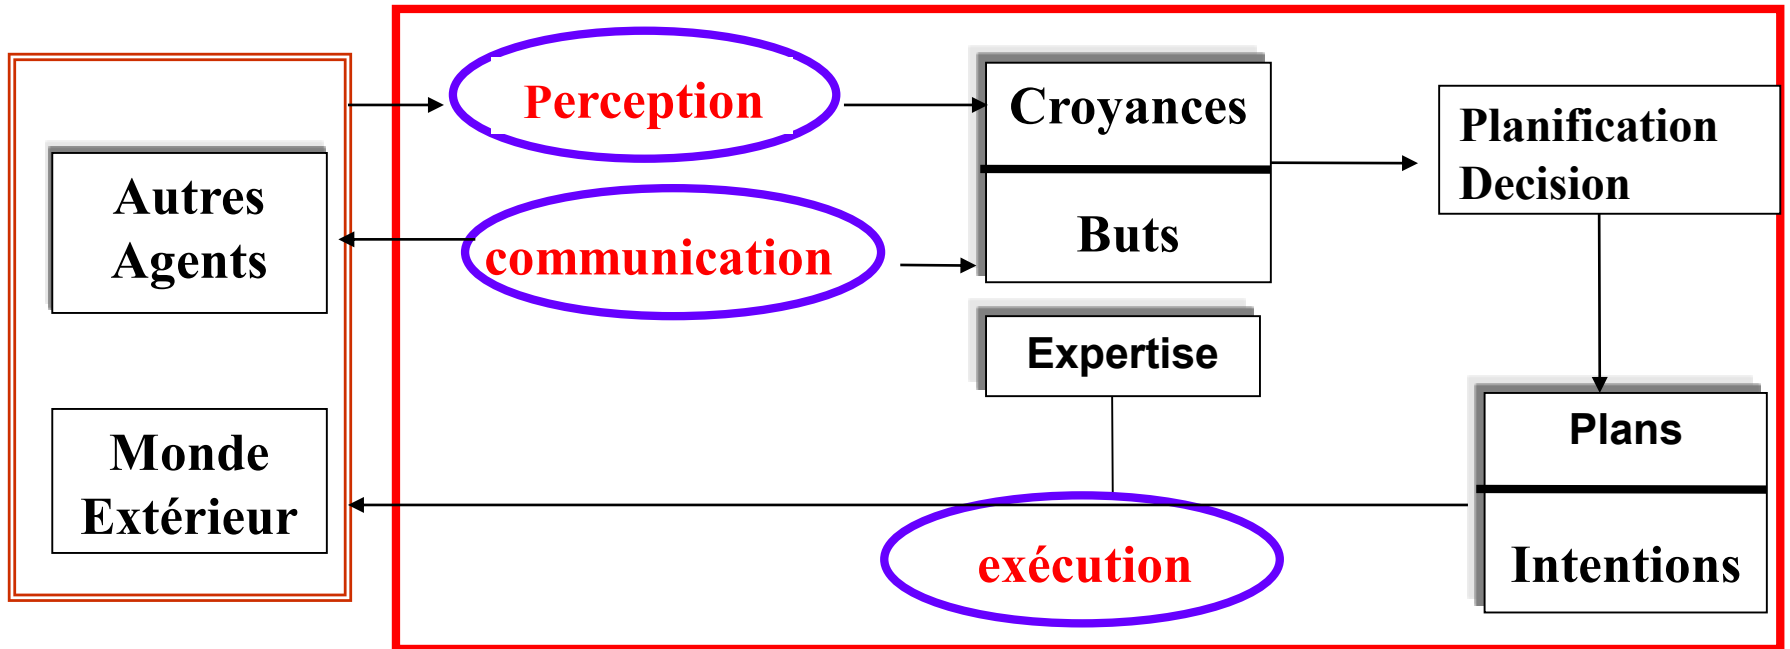 Autres
Agents
Monde
Extérieur
Perception
communication
Croyances
Buts
Expertise
exécution
Planification
Decision
Plans
Intentions